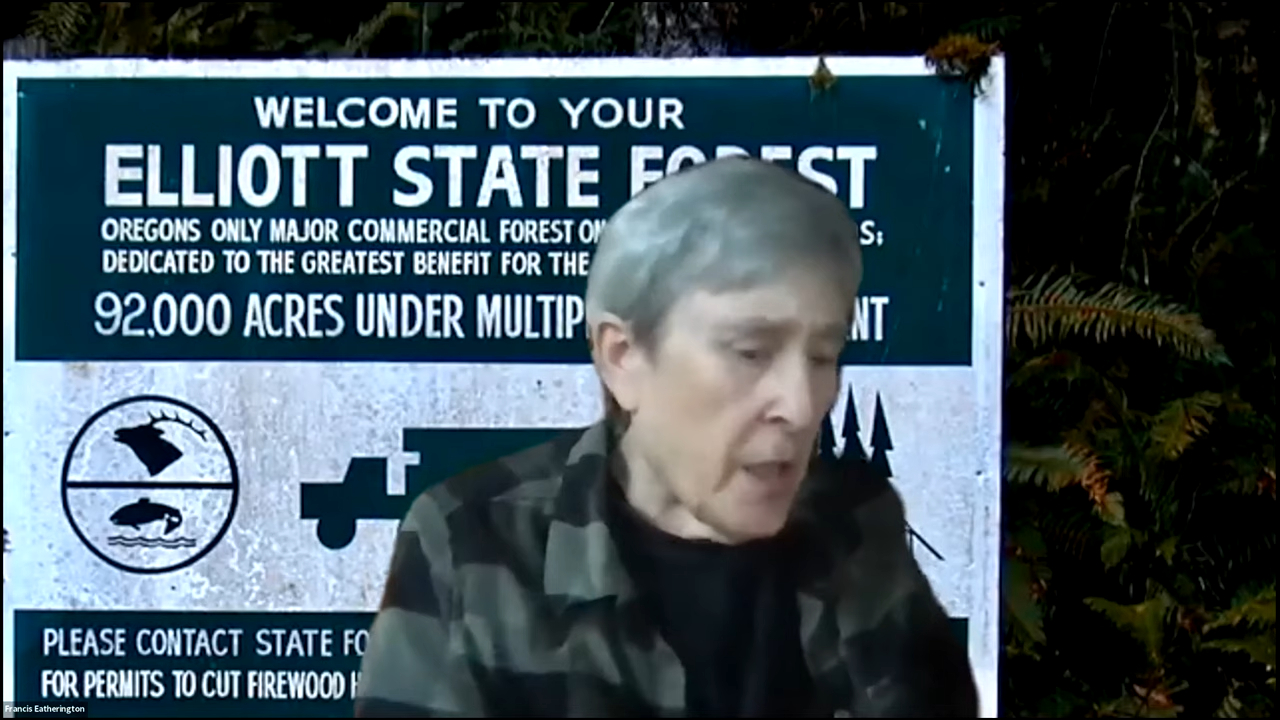 WELCOME TO YOUR
ELLIOTT STATE FOREST
OREGONS ONLY MAJOR COMMERCIAL FOREST ON S;
DEDICATED TO THE GREATEST BENEFIT FOR THE
92,000 ACRES UNDER MULTIP NT
PLEASE CONTACT STATE FO
FOR PERMITS TO CUT FIREWOOD H
Francis Eatherington